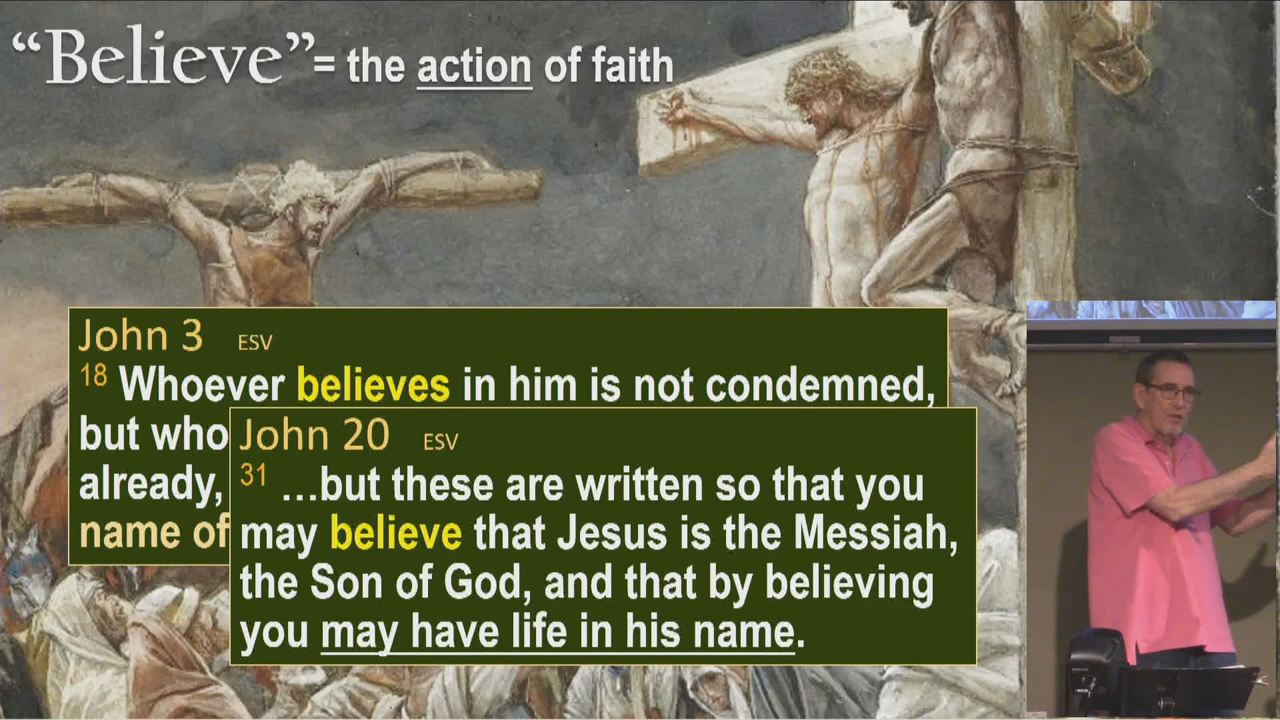 “Believe”= the action of faith
John 3 ESV
18 Whoever believes in him is not condemned,
but who
already,
name of
John 20 ESV
31 …but these are written so that you
may believe that Jesus is the Messiah,
the Son of God, and that by believing
you may have life in his name.